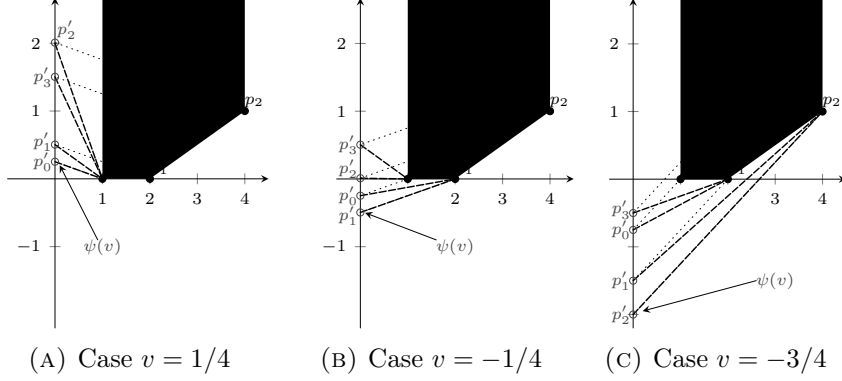 p′₂
2
p′₃
1
p₂
p′₁
p′₀
1 2 3 4
−1
ψ(v)
(A) Case v = 1/4
2
1
p₂
p′₃
p′₂
p′₀
p′₁
2 3 4
−1
ψ(v)
(B) Case v = −1/4
2
1
p₂
3 4
p′₃
p′₀
−1
p′₁
p′₂
ψ(v)
(C) Case v = −3/4